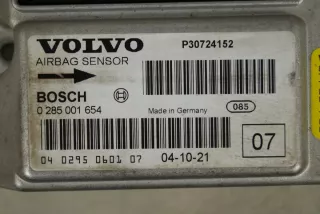 VOLVO P30724152
AIRBAG SENSOR
BOSCH
0 285 001 654 Made in Germany 085
07
04 0295 0601 07 04-10-21